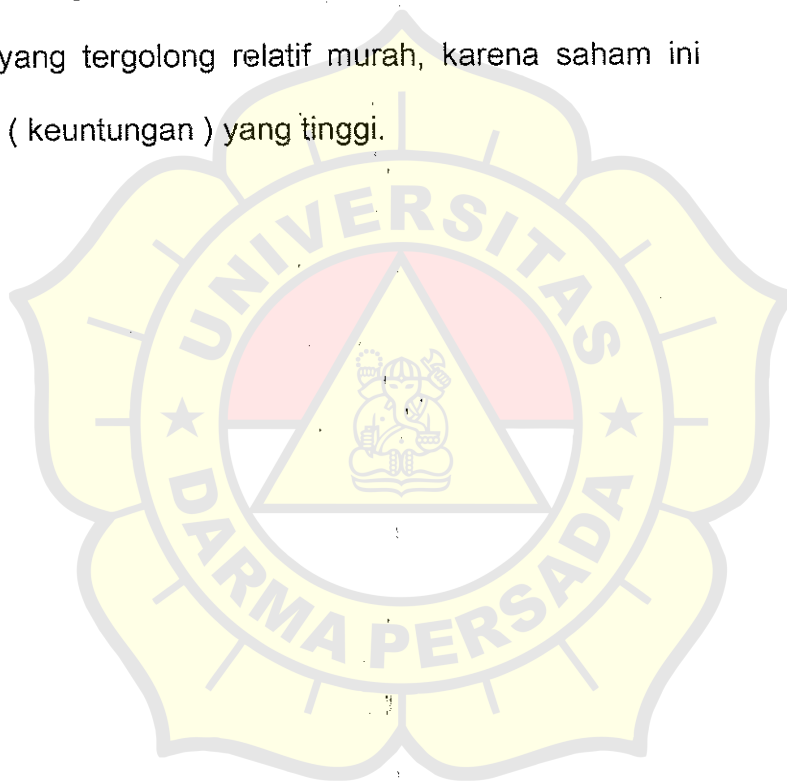 yang tergolong relatif murah, karena saham ini
( keuntungan ) yang tinggi.
UNIVERSITAS
DARMA PERSADA